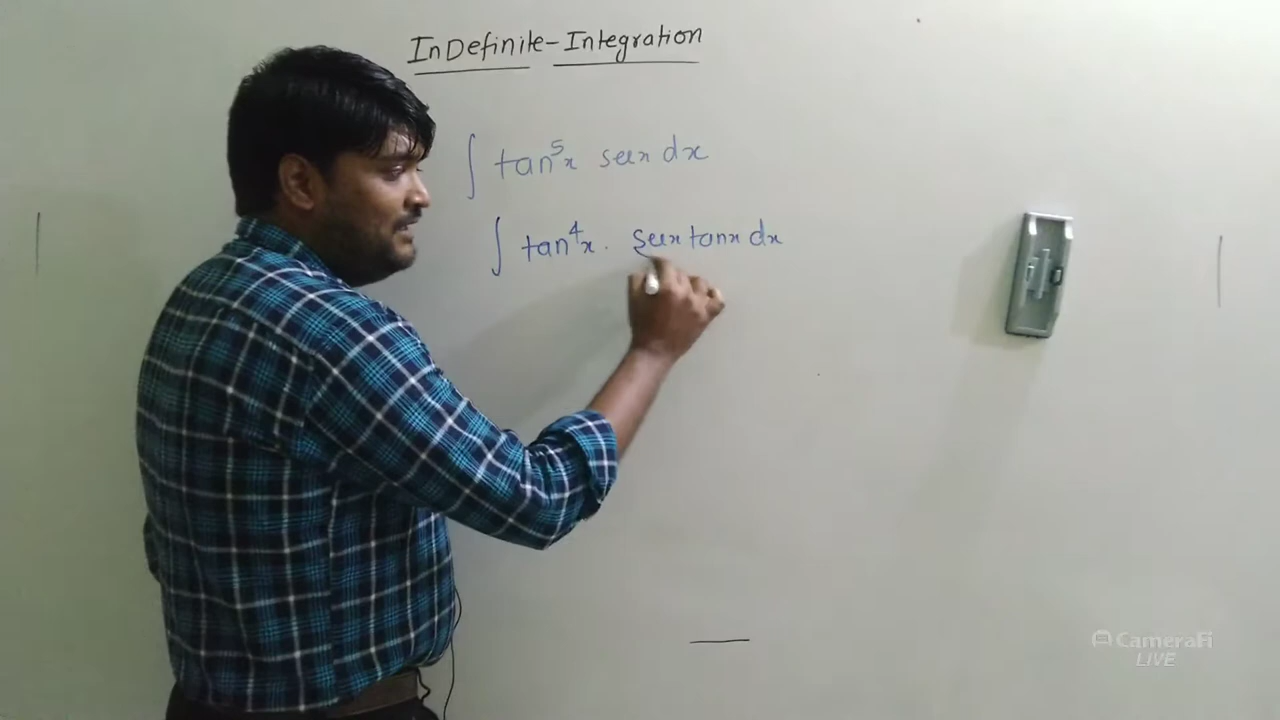 InDefinite-Integration
∫ tan⁵x secx dx
∫ tan⁴x . secx tanx dx
CameraFi
LIVE